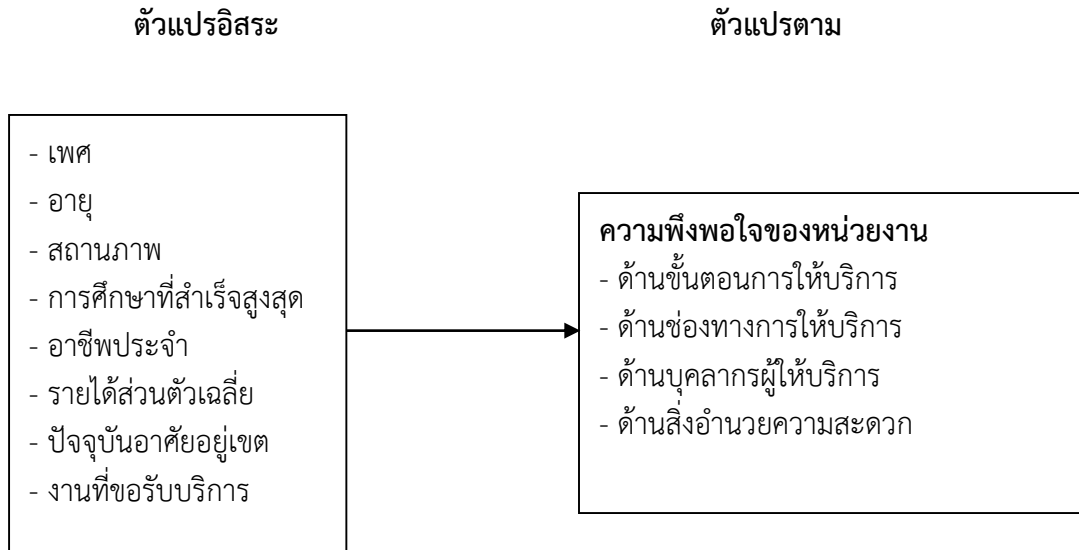 ตัวแปรอิสระ
ตัวแปรตาม
- เพศ
- อายุ
- สถานภาพ
- การศึกษาที่สำเร็จสูงสุด
- อาชีพประจำ
- รายได้ส่วนตัวเฉลี่ย
- ปัจจุบันอาศัยอยู่เขต
- งานที่ขอรับบริการ
ความพึงพอใจของหน่วยงาน
- ด้านขั้นตอนการให้บริการ
- ด้านช่องทางการให้บริการ
- ด้านบุคลากรผู้ให้บริการ
- ด้านสิ่งอำนวยความสะดวก